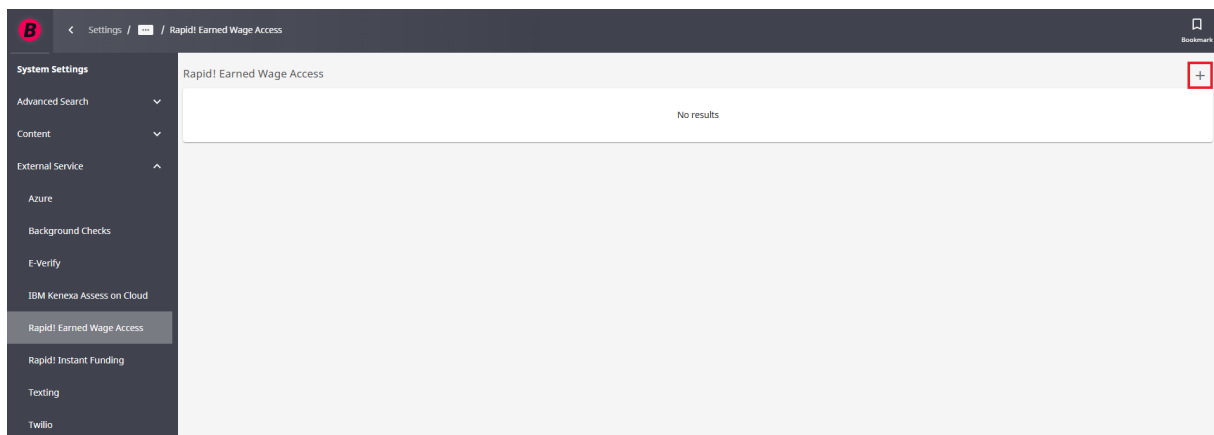 B
Settings / ... / Rapid! Earned Wage Access
Bookmark
System Settings
Advanced Search
Content
External Service
Azure
Background Checks
E-Verify
IBM Kenexa Assess on Cloud
Rapid! Earned Wage Access
Rapid! Instant Funding
Texting
Twilio
Rapid! Earned Wage Access
+
No results